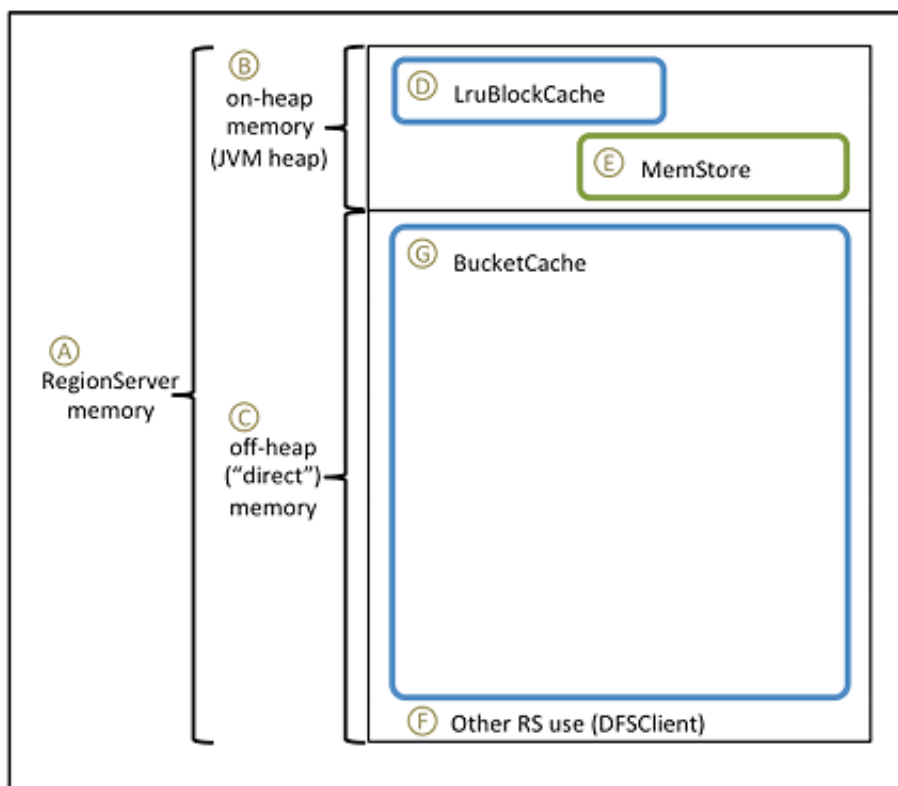 Ⓑ
on-heap
memory
(JVM heap)
Ⓓ LruBlockCache
Ⓔ MemStore
Ⓐ
RegionServer
memory
Ⓒ
off-heap
(“direct”)
memory
Ⓖ BucketCache
Ⓕ Other RS use (DFSClient)